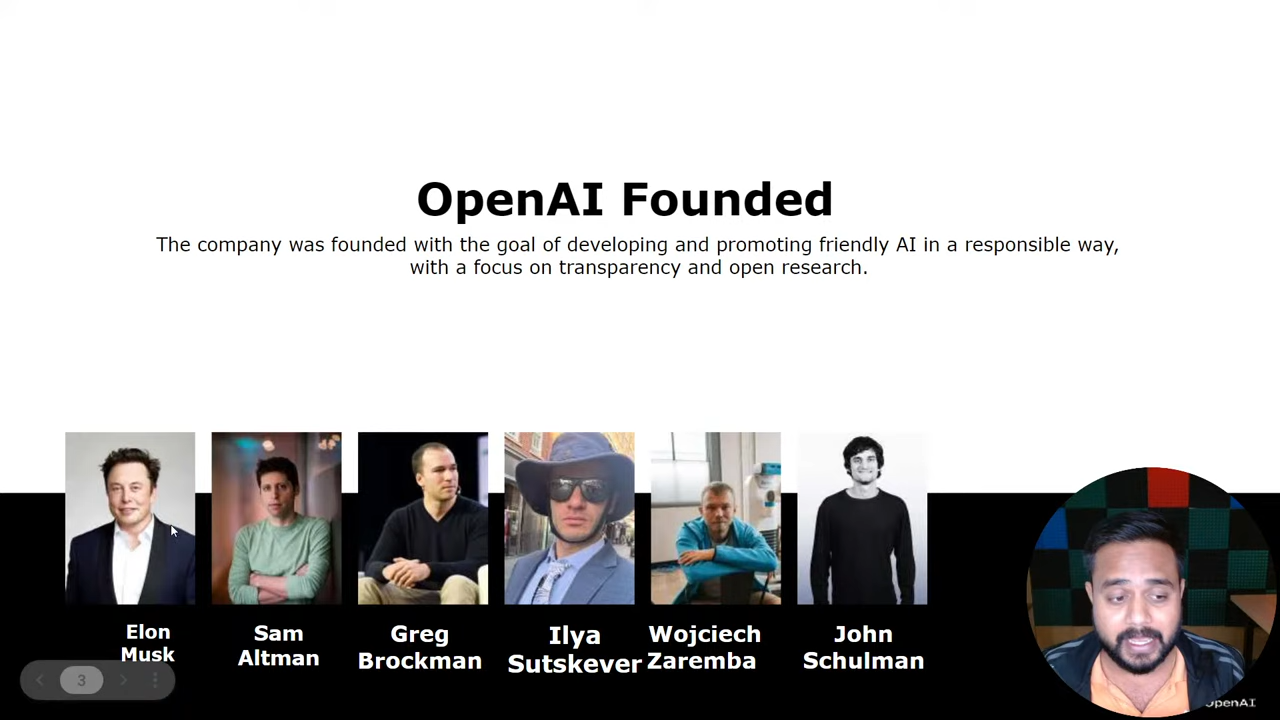 OpenAI Founded
The company was founded with the goal of developing and promoting friendly AI in a responsible way,
with a focus on transparency and open research.
Elon
Musk
Sam
Altman
Greg
Brockman
Ilya
Sutskever
Wojciech
Zaremba
John
Schulman
3
OpenAI